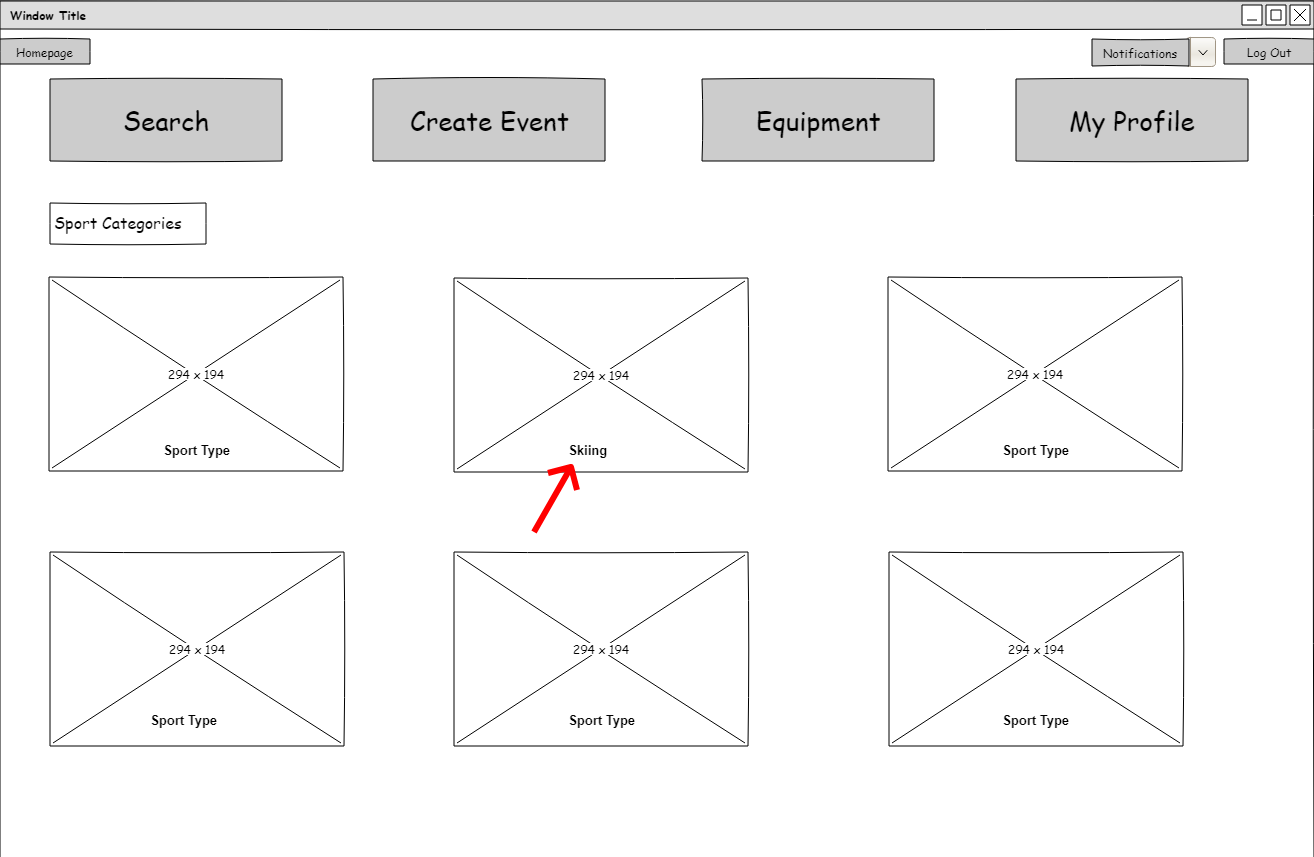 Window Title
Homepage
Notifications
Log Out
Search
Create Event
Equipment
My Profile
Sport Categories
294 x 194
294 x 194
294 x 194
Sport Type
Skiing
Sport Type
294 x 194
294 x 194
294 x 194
Sport Type
Sport Type
Sport Type